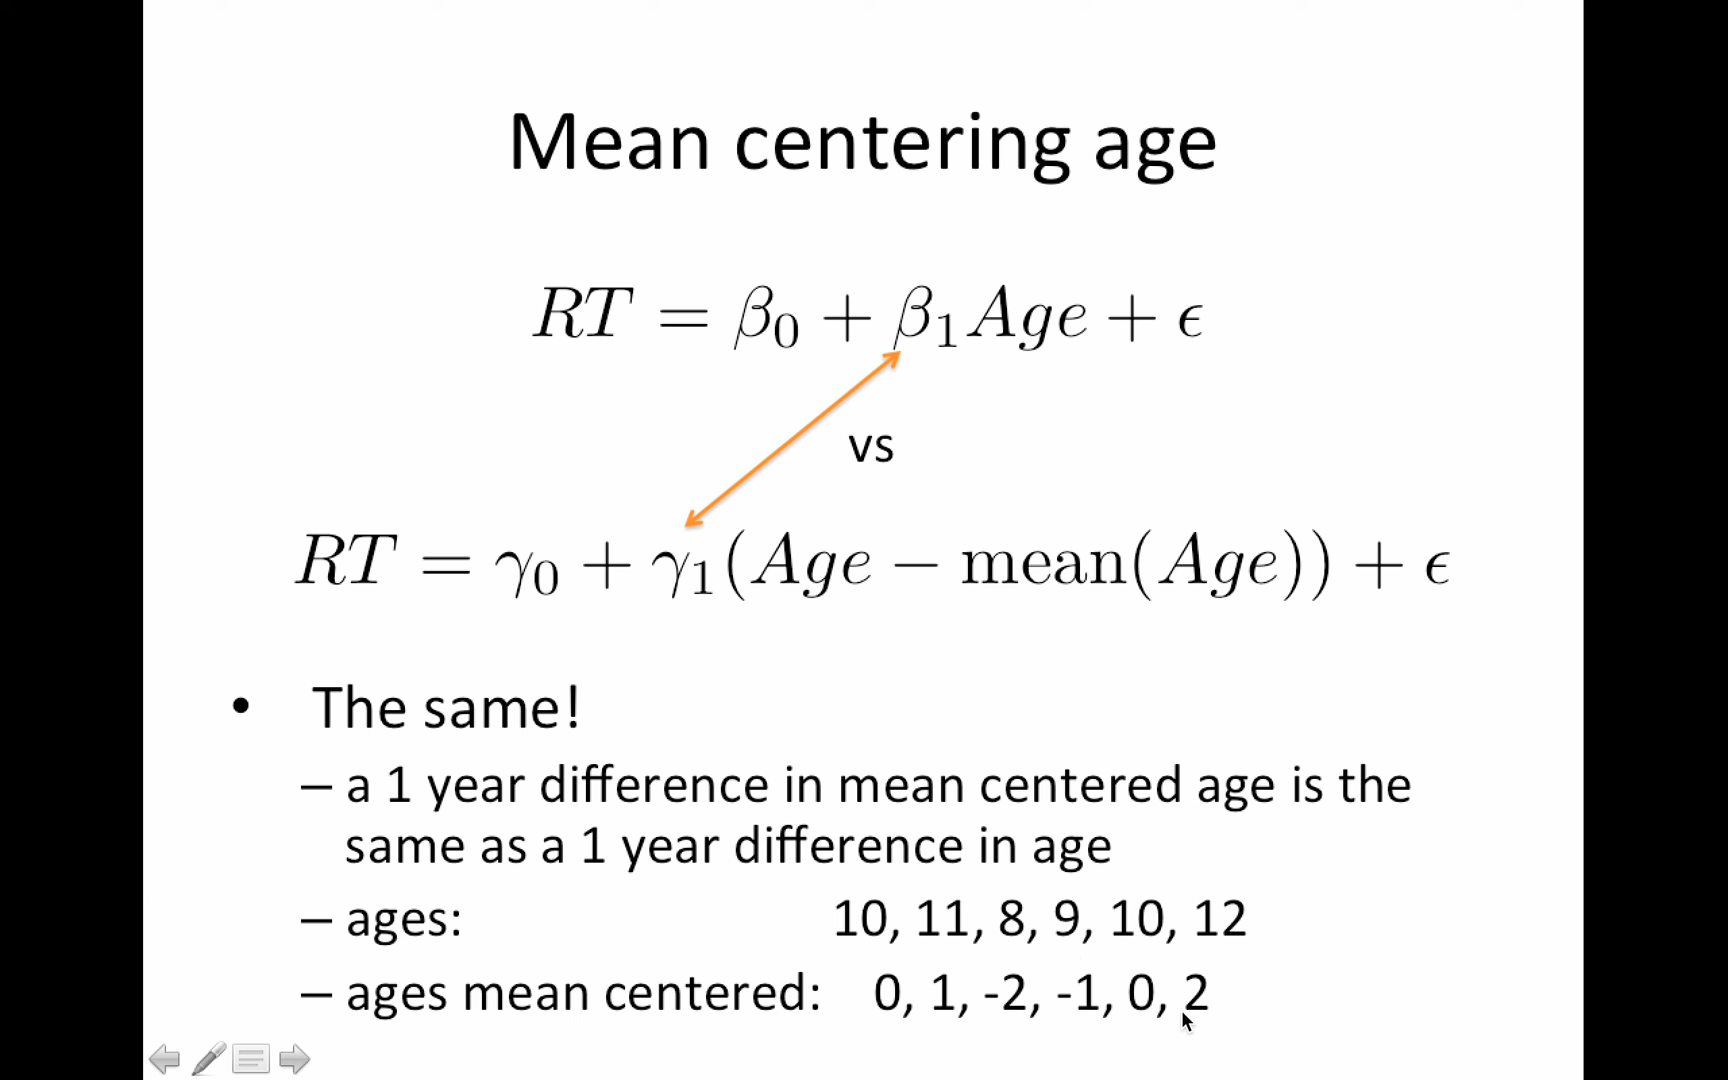 Mean centering age
RT = β₀ + β₁Age + ϵ
vs
RT = γ₀ + γ₁(Age − mean(Age)) + ϵ
• The same!
– a 1 year difference in mean centered age is the
same as a 1 year difference in age
– ages: 10, 11, 8, 9, 10, 12
– ages mean centered: 0, 1, -2, -1, 0, 2